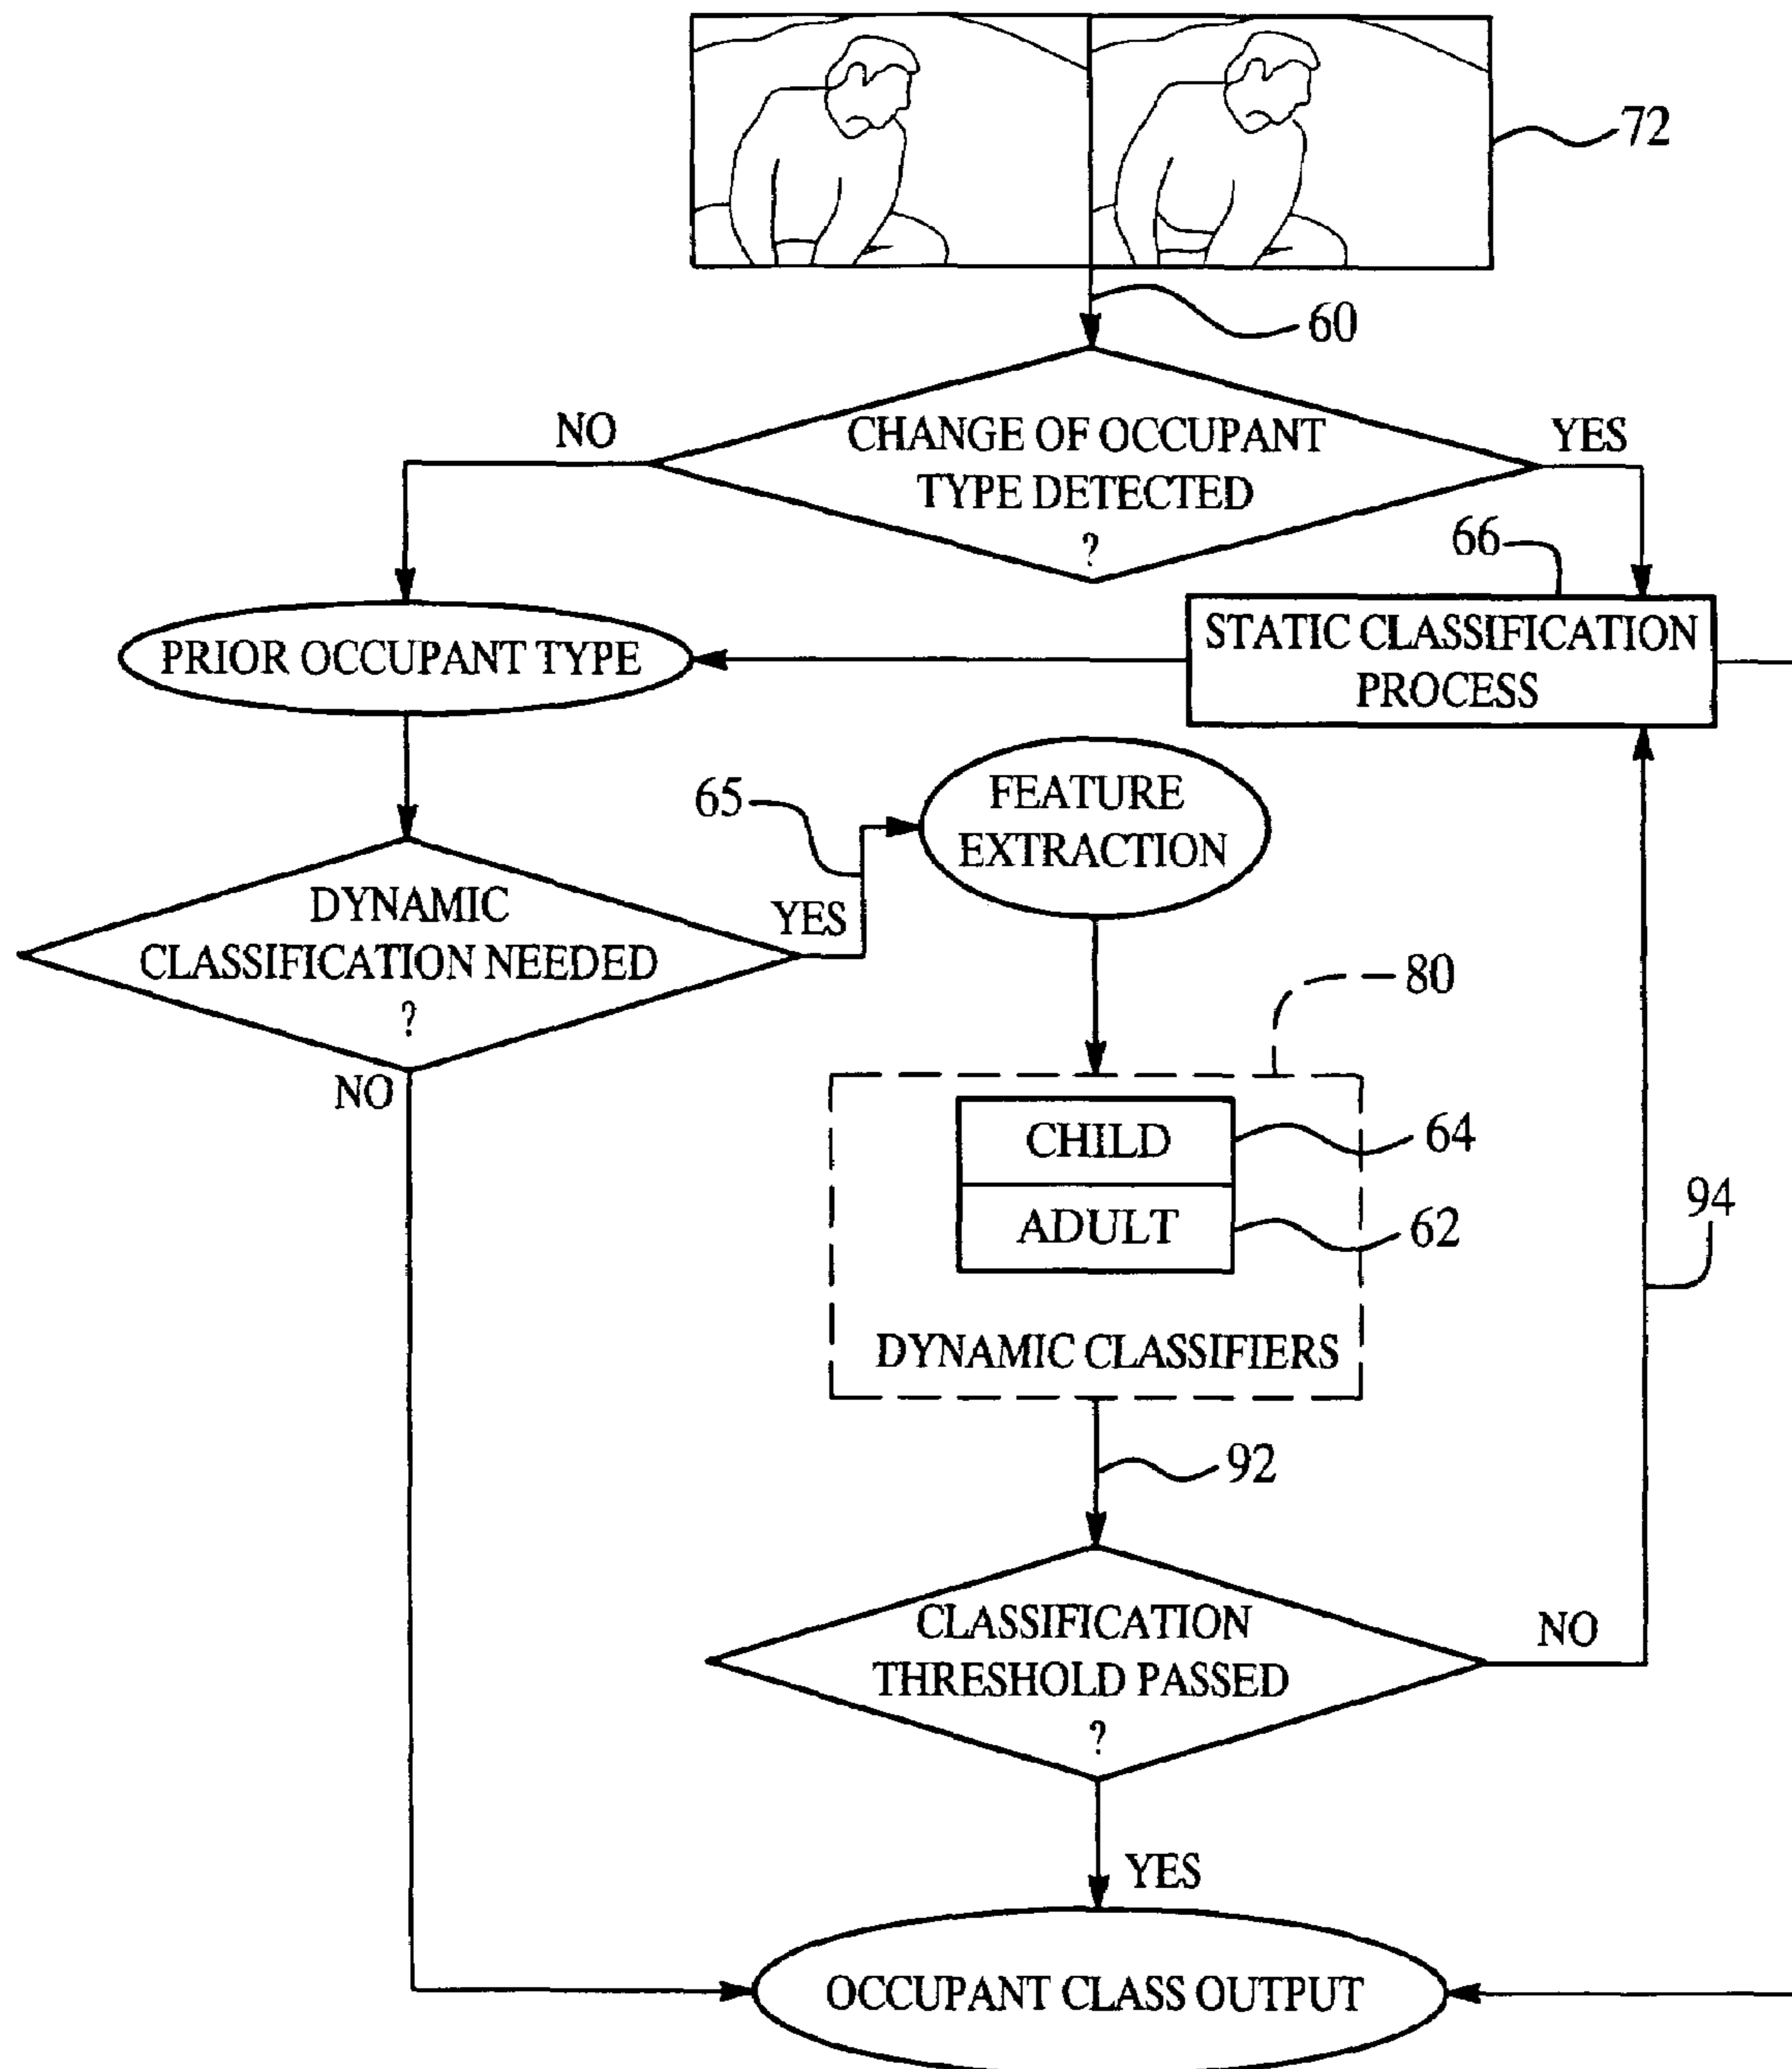 72
60
NO
CHANGE OF OCCUPANT
TYPE DETECTED
?
YES
66
PRIOR OCCUPANT TYPE
STATIC CLASSIFICATION
PROCESS
65
FEATURE
EXTRACTION
DYNAMIC
CLASSIFICATION NEEDED
?
YES
NO
80
CHILD
64
ADULT
62
94
DYNAMIC CLASSIFIERS
92
CLASSIFICATION
THRESHOLD PASSED
?
NO
YES
OCCUPANT CLASS OUTPUT